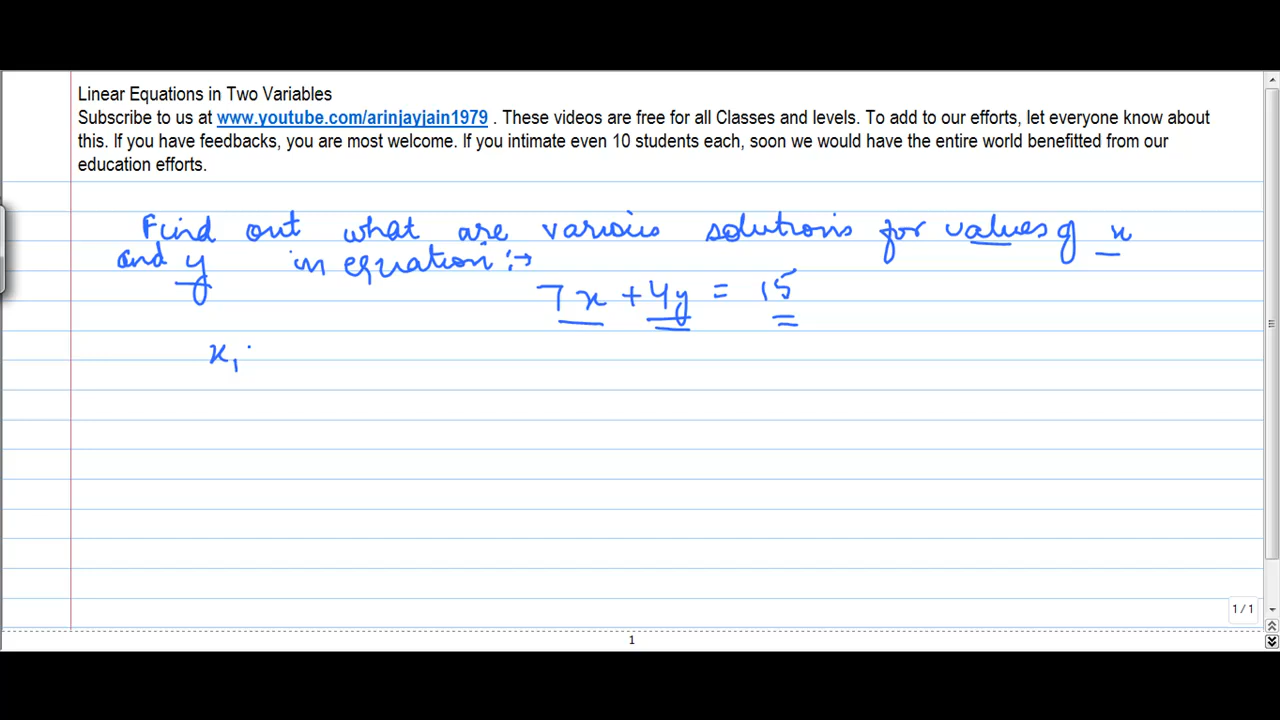 Linear Equations in Two Variables
Subscribe to us at www.youtube.com/arinjayjain1979 . These videos are free for all Classes and levels. To add to our efforts, let everyone know about
this. If you have feedbacks, you are most welcome. If you intimate even 10 students each, soon we would have the entire world benefitted from our
education efforts.
Find out what are various solutions for values of x
and y in equation :→
7x + 4y = 15
x,
1 / 1
1